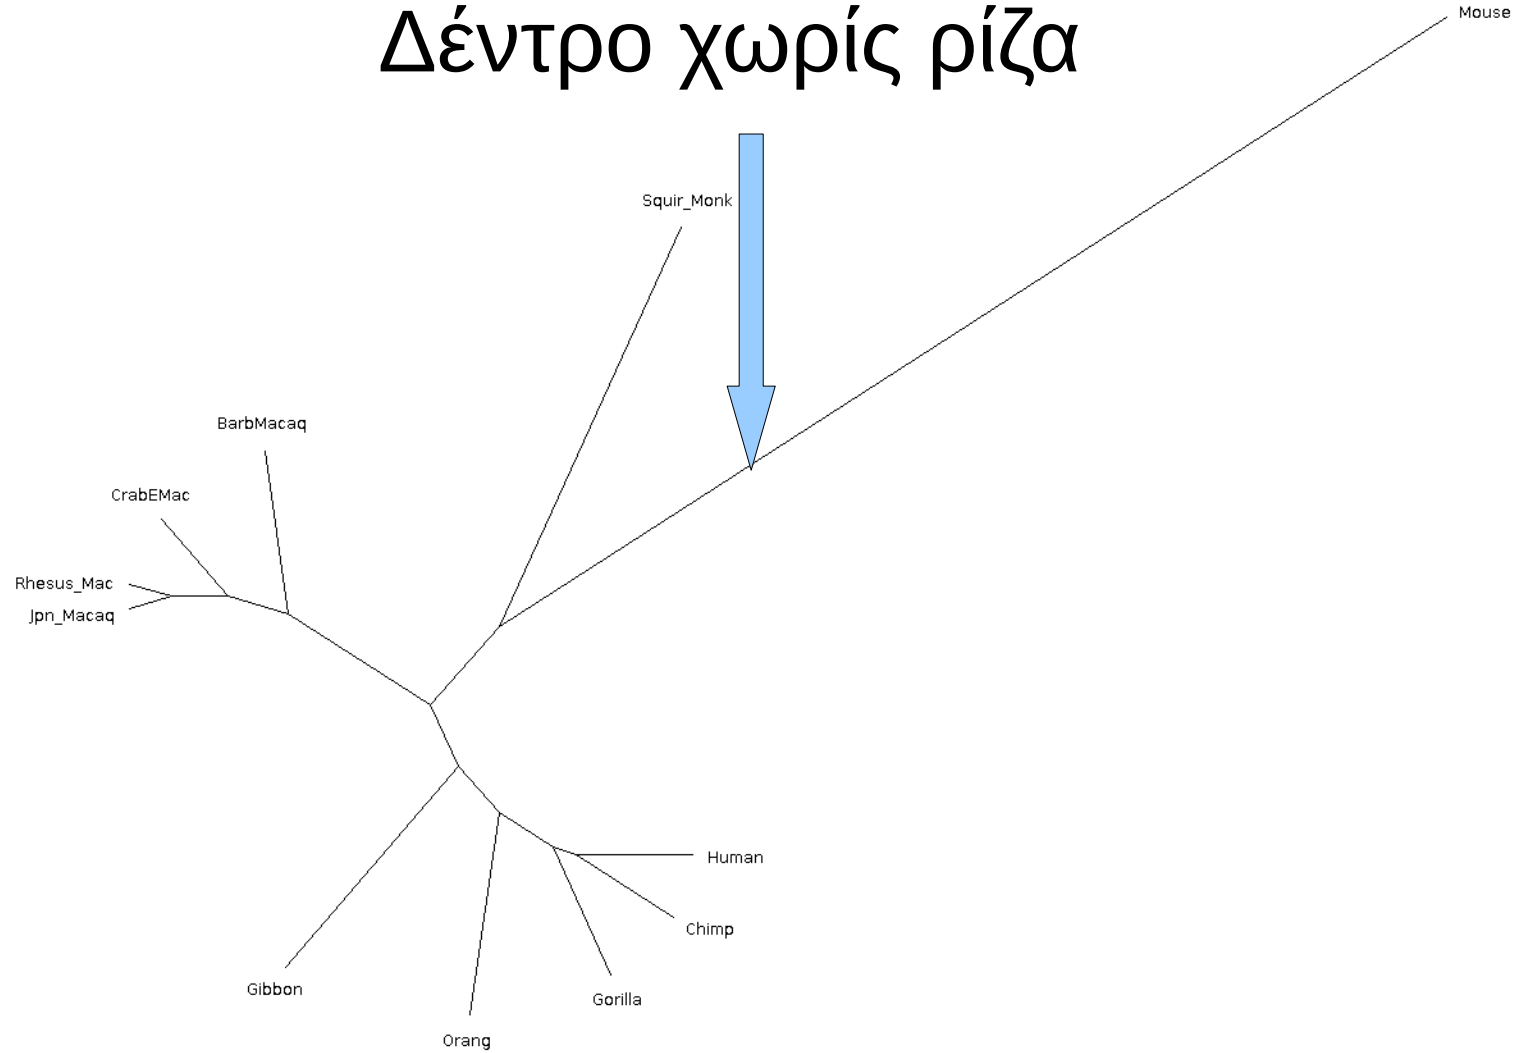 Δέντρο χωρίς ρίζα
Mouse
Squir_Monk
BarbMacaq
CrabEMac
Rhesus_Mac
Jpn_Macaq
Human
Chimp
Gibbon
Gorilla
Orang